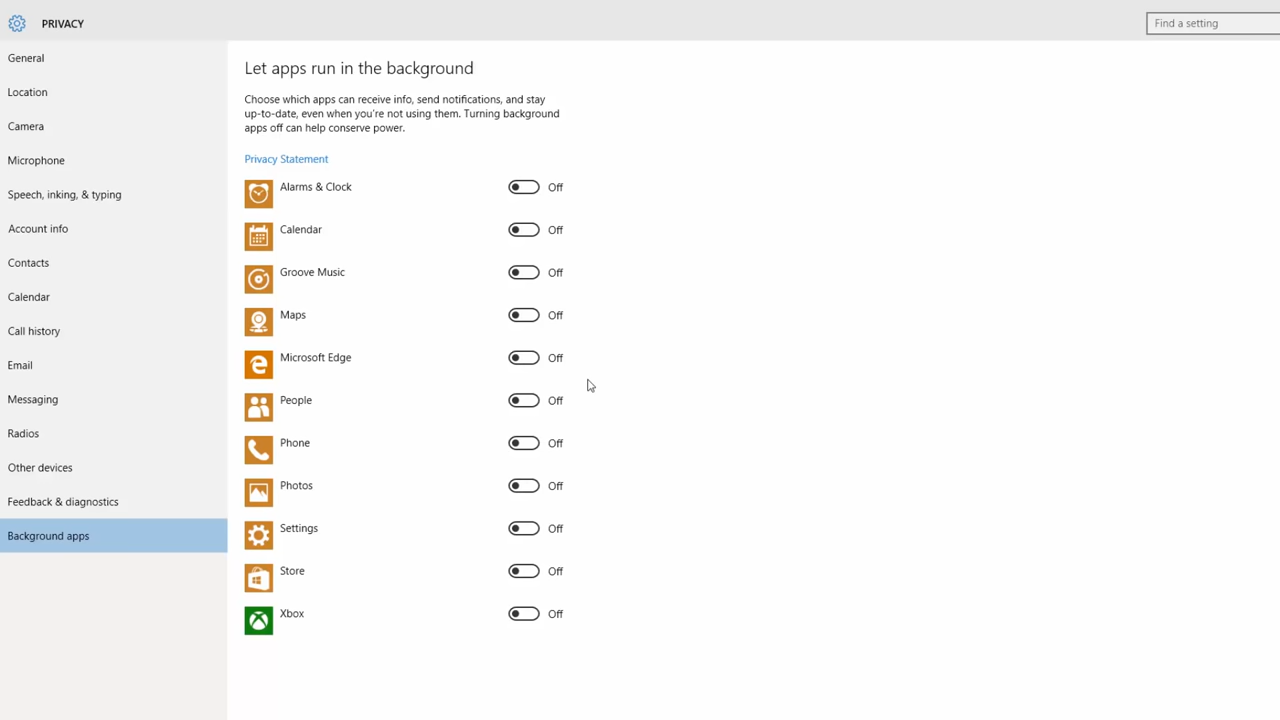 PRIVACY
Find a setting
General
Location
Camera
Microphone
Speech, inking, & typing
Account info
Contacts
Calendar
Call history
Email
Messaging
Radios
Other devices
Feedback & diagnostics
Background apps
Let apps run in the background
Choose which apps can receive info, send notifications, and stay
up-to-date, even when you're not using them. Turning background
apps off can help conserve power.
Privacy Statement
Alarms & Clock Off
Calendar Off
Groove Music Off
Maps Off
Microsoft Edge Off
People Off
Phone Off
Photos Off
Settings Off
Store Off
Xbox Off